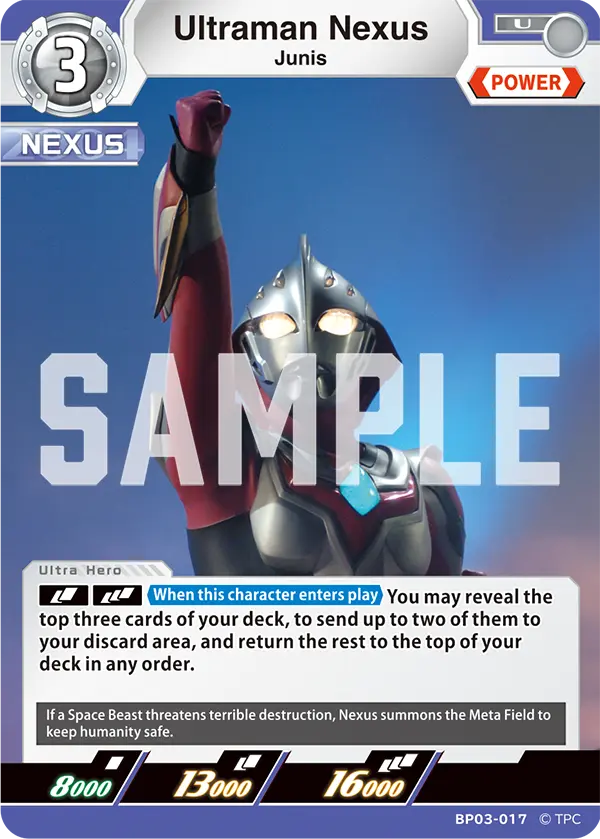 3
Ultraman Nexus
Junis
U
POWER
NEXUS
SAMPLE
Ultra Hero
When this character enters play You may reveal the
top three cards of your deck, to send up to two of them to
your discard area, and return the rest to the top of your
deck in any order.
If a Space Beast threatens terrible destruction, Nexus summons the Meta Field to
keep humanity safe.
8000 13000 16000
BP03-017 © TPC